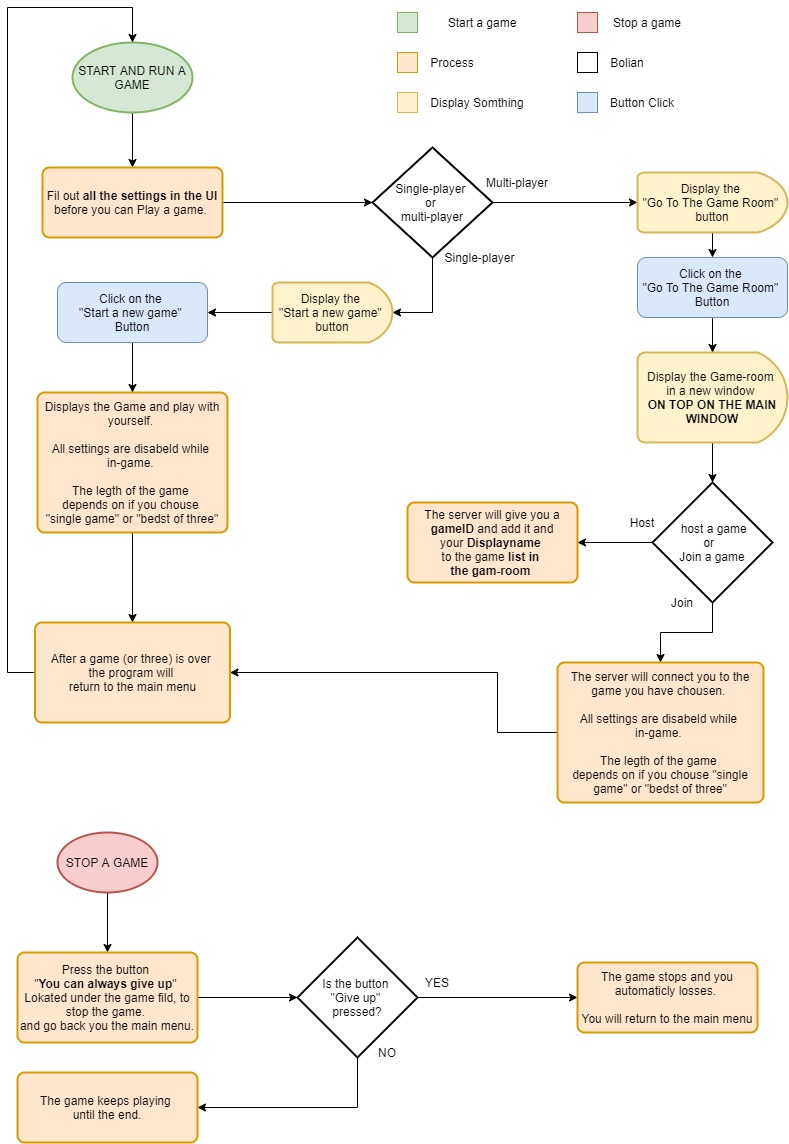 Start a game
Stop a game
Process
Bolian
Display Somthing
Button Click
START AND RUN A
GAME
Fil out all the settings in the UI
before you can Play a game.
Single-player
or
multi-player
Multi-player
Single-player
Display the
"Go To The Game Room"
button
Click on the
"Go To The Game Room"
Button
Display the
"Start a new game"
button
Click on the
"Start a new game"
Button
Display the Game-room
in a new window
ON TOP ON THE MAIN
WINDOW
Displays the Game and play with
yourself.
All settings are disabeld while
in-game.
The legth of the game
depends on if you choose
"single game" or "bedst of three"
host a game
or
Join a game
Host
Join
The server will give you a
gameID and add it and
your Displayname
to the game list in
the gam-room
After a game (or three) is over
the program will
return to the main menu
The server will connect you to the
game you have chousen.
All settings are disabeld while
in-game.
The legth of the game
depends on if you choose "single
game" or "bedst of three"
STOP A GAME
Press the button
"You can always give up"
Lokated under the game fild, to
stop the game.
and go back you the main menu.
Is the button
"Give up"
pressed?
YES
NO
The game stops and you
automaticly losses.
You will return to the main menu
The game keeps playing
until the end.